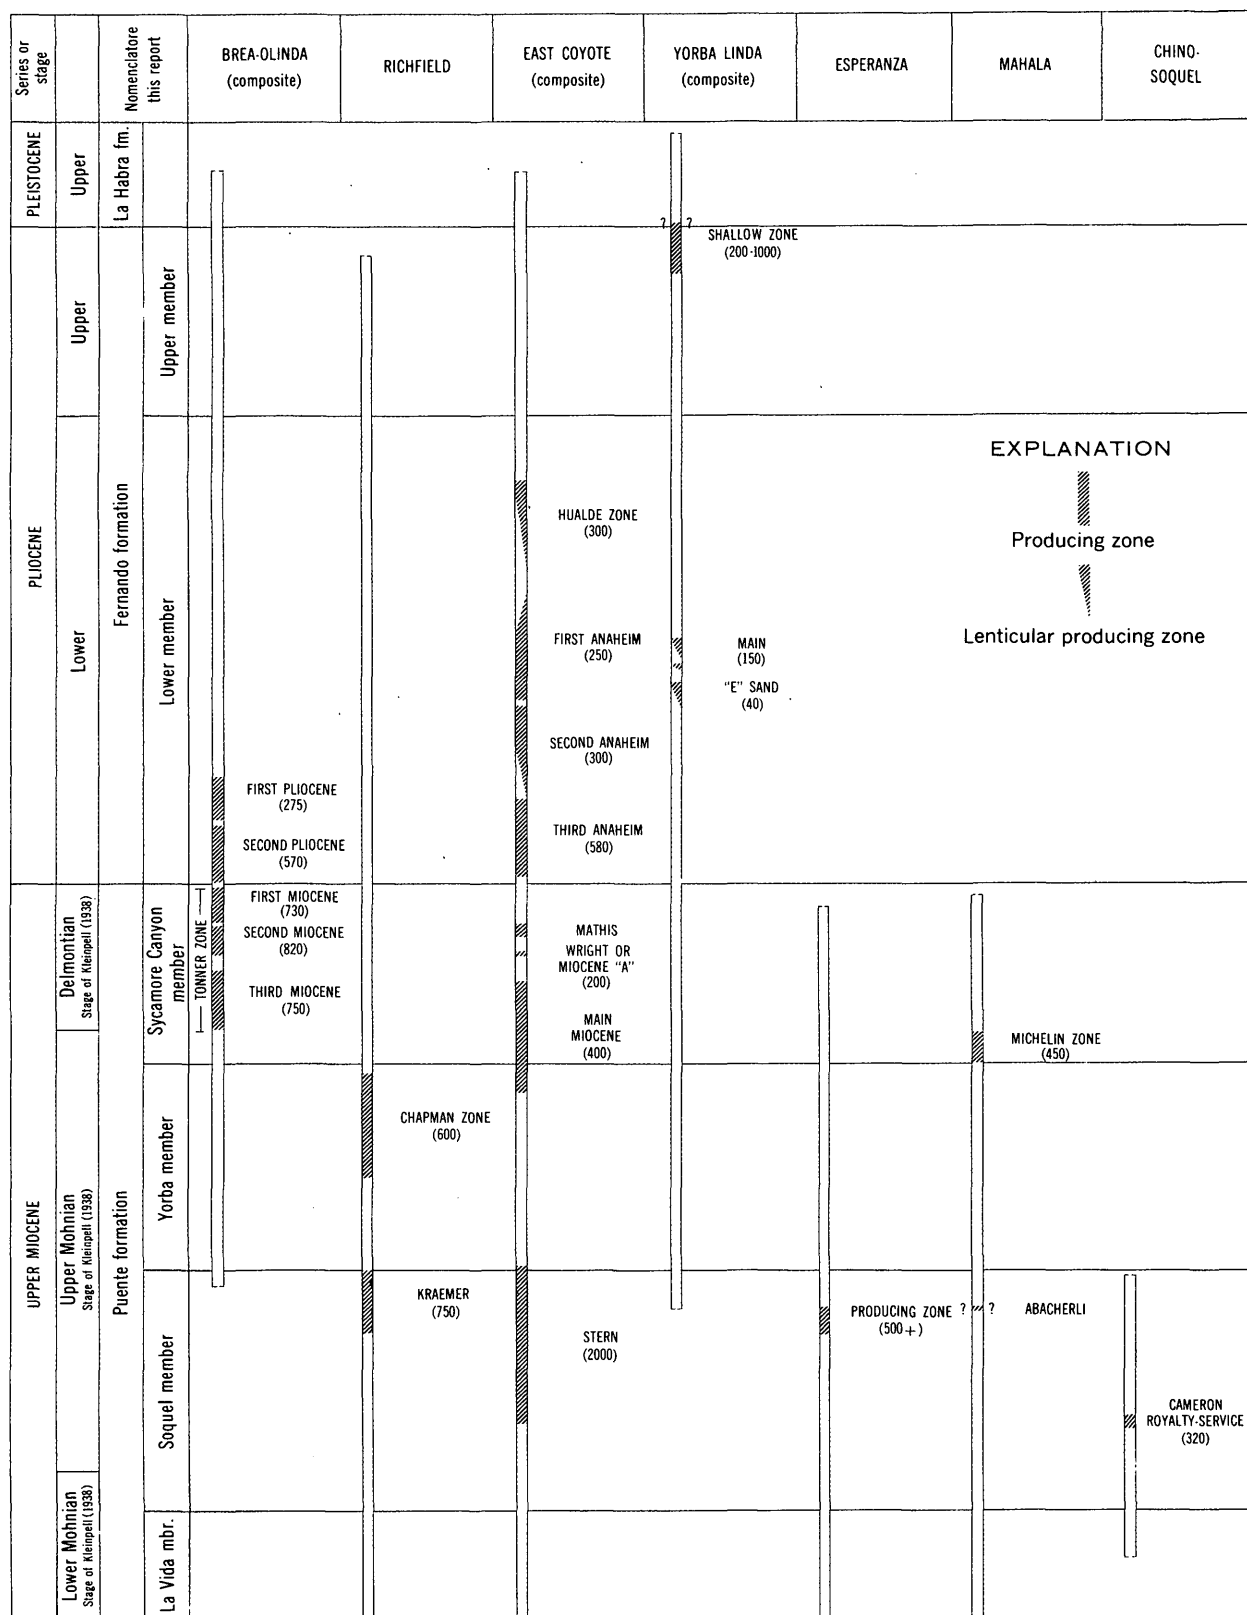 Series or
stage
Nomenclature
this report
BREA-OLINDA
(composite)
RICHFIELD
EAST COYOTE
(composite)
YORBA LINDA
(composite)
ESPERANZA
MAHALA
CHINO-
SOQUEL
PLEISTOCENE
Upper
La Habra fm.
? ?
SHALLOW ZONE
(200-1000)
PLIOCENE
Upper
Fernando formation
Upper member
EXPLANATION
Producing zone
Lenticular producing zone
Lower
Lower member
HUALDE ZONE
(300)
FIRST ANAHEIM
(250)
MAIN
(150)
"E" SAND
(40)
SECOND ANAHEIM
(300)
FIRST PLIOCENE
(275)
SECOND PLIOCENE
(570)
THIRD ANAHEIM
(580)
UPPER MIOCENE
Delmontian
Stage of Kleinpell (1938)
Puente formation
Sycamore Canyon
member
TONNER ZONE
FIRST MIOCENE
(730)
SECOND MIOCENE
(820)
THIRD MIOCENE
(750)
MATHIS
WRIGHT OR
MIOCENE "A"
(200)
MAIN
MIOCENE
(400)
MICHELIN ZONE
(450)
Upper Mohnian
Stage of Kleinpell (1938)
Yorba member
CHAPMAN ZONE
(600)
Soquel member
KRAEMER
(750)
STERN
(2000)
PRODUCING ZONE
(500+)
? ?
ABACHERLI
CAMERON
ROYALTY-SERVICE
(320)
Lower Mohnian
Stage of Kleinpell (1938)
La Vida mbr.